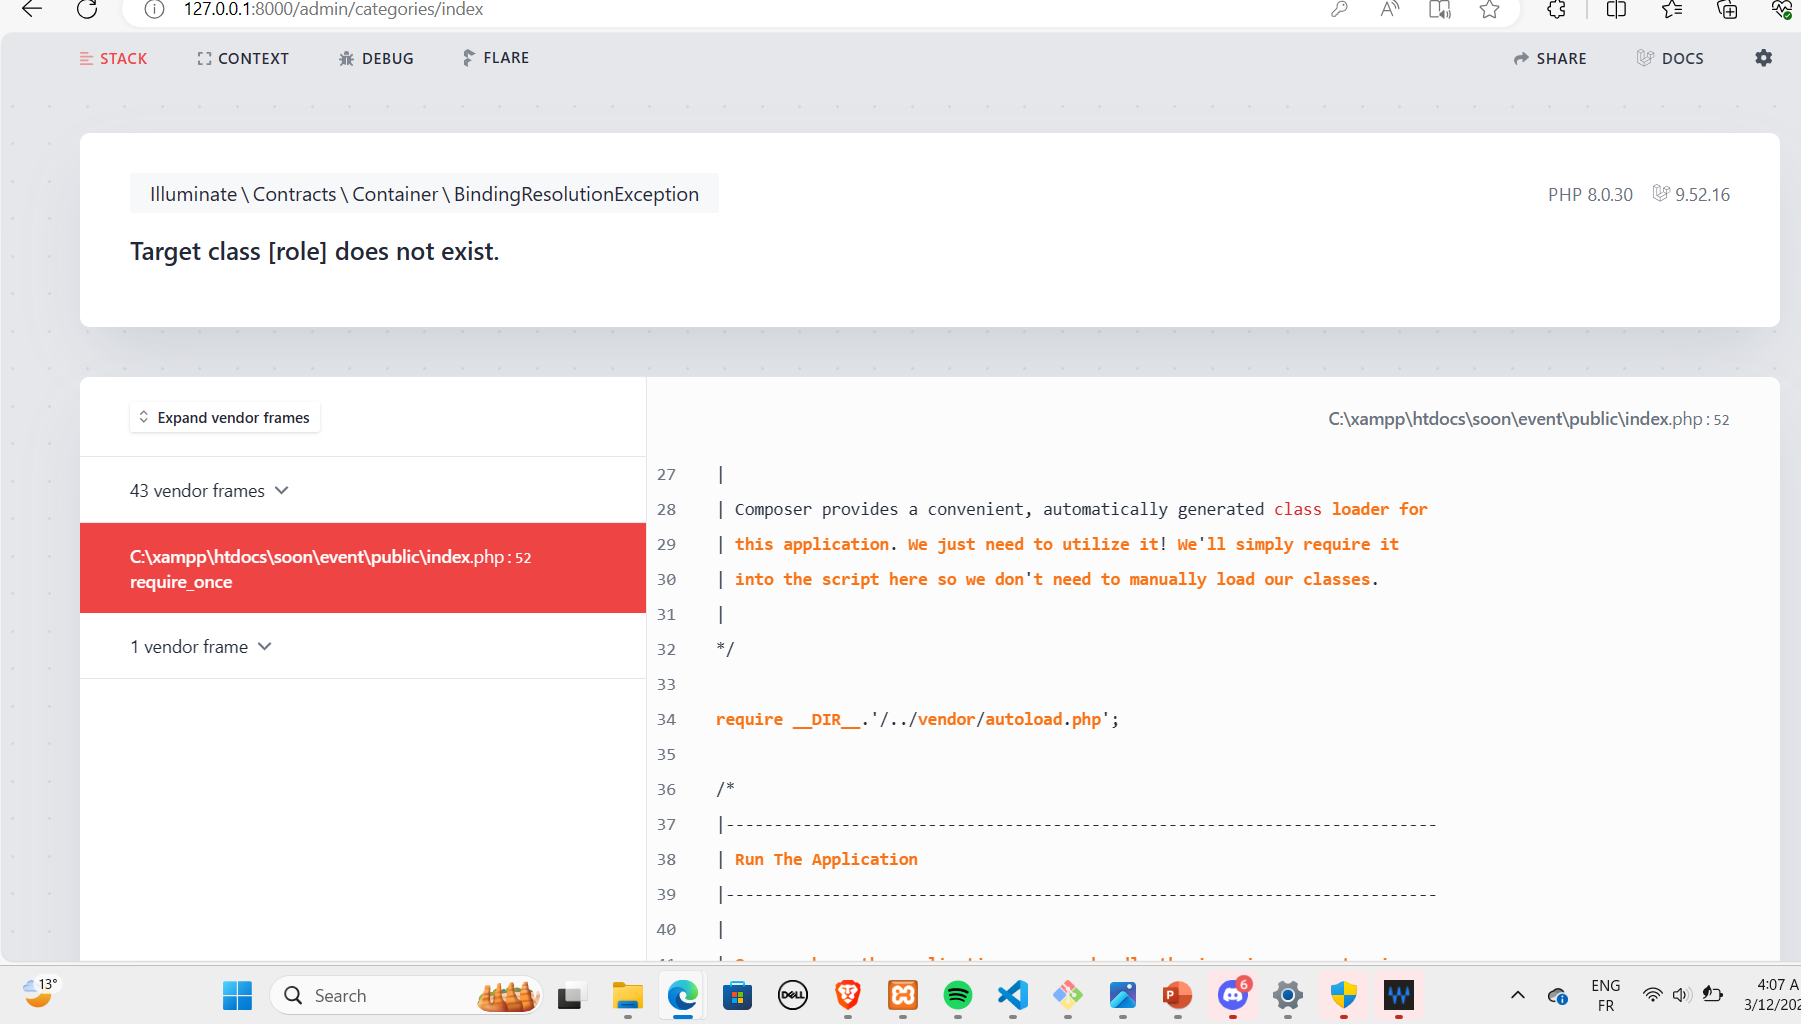 127.0.0.1:8000/admin/categories/index
STACK
CONTEXT
DEBUG
FLARE
SHARE
DOCS
Illuminate\Contracts\Container\BindingResolutionException
PHP 8.0.30
9.52.16
Target class [role] does not exist.
Expand vendor frames
43 vendor frames
C:\xampp\htdocs\soon\event\public\index.php:52
require_once
1 vendor frame
C:\xampp\htdocs\soon\event\public\index.php:52
27 |
28 | Composer provides a convenient, automatically generated class loader for
29 | this application. We just need to utilize it! We'll simply require it
30 | into the script here so we don't need to manually load our classes.
31 |
32 */
33
34 require __DIR__.'/../vendor/autoload.php';
35
36 /*
37 |--------------------------------------------------------------------------
38 | Run The Application
39 |--------------------------------------------------------------------------
40 |
13°
Search
DELL
6
ENG
FR
4:07 A
3/12/202